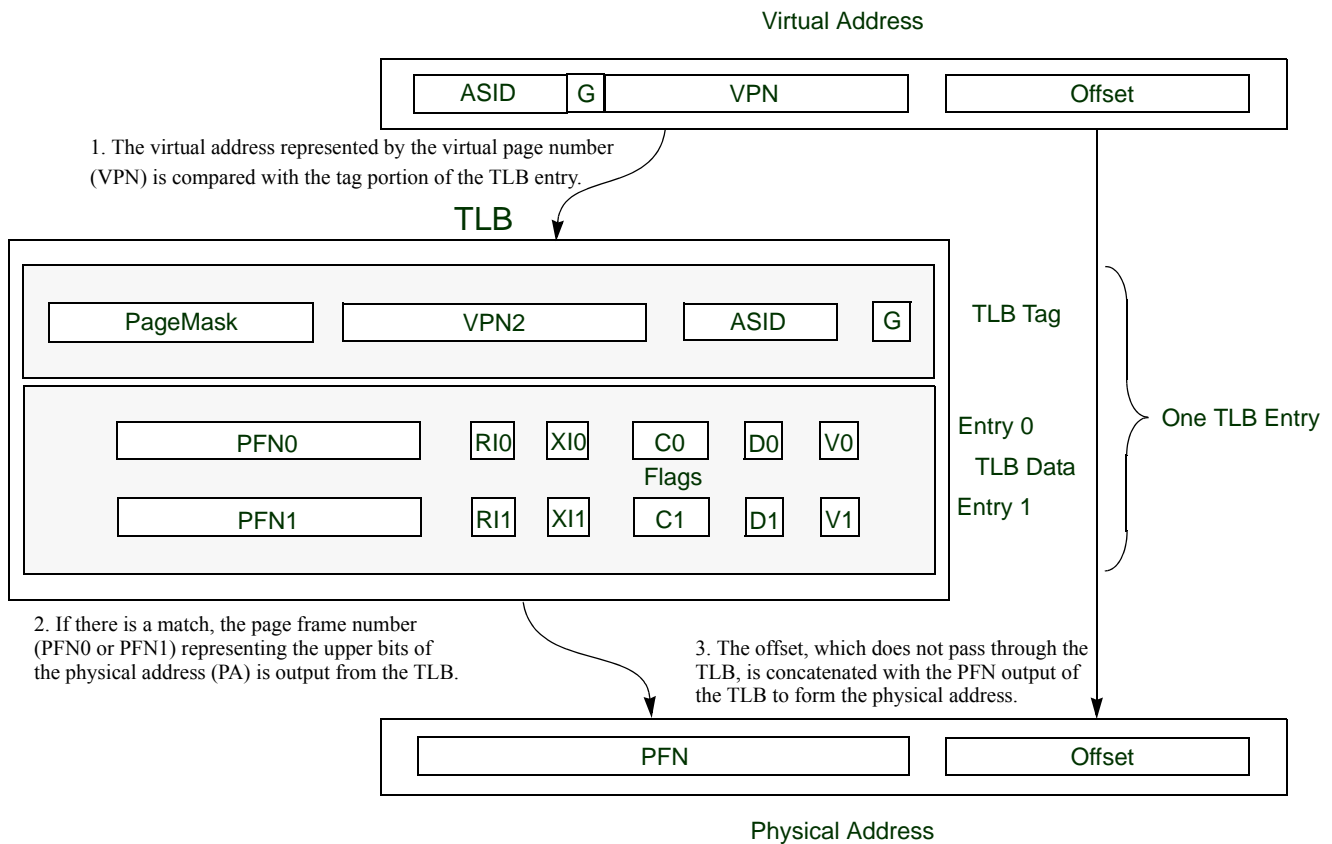 Virtual Address
ASID G VPN Offset
1. The virtual address represented by the virtual page number
(VPN) is compared with the tag portion of the TLB entry.
TLB
PageMask VPN2 ASID G TLB Tag
PFN0 RI0 XI0 C0 D0 V0 Entry 0
Flags TLB Data
PFN1 RI1 XI1 C1 D1 V1 Entry 1
One TLB Entry
2. If there is a match, the page frame number
(PFN0 or PFN1) representing the upper bits of
the physical address (PA) is output from the TLB.
3. The offset, which does not pass through the
TLB, is concatenated with the PFN output of
the TLB to form the physical address.
PFN Offset
Physical Address